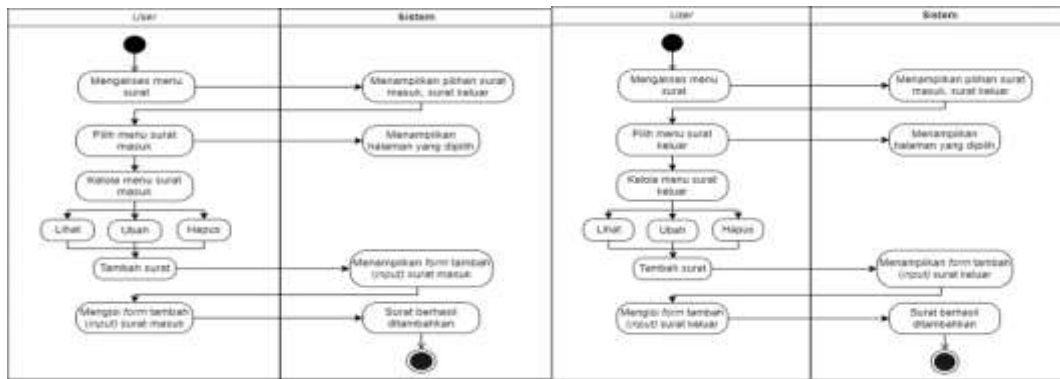 User
Sistem
Mengakses menu
surat
Menampilkan pilihan surat
masuk, surat keluar
Pilih menu surat
masuk
Menampilkan
halaman yang dipilih
Kelola menu surat
masuk
Lihat
Ubah
Hapus
Tambah surat
Menampilkan form tambah
(input) surat masuk
Mengisi form tambah
(input) surat masuk
Surat berhasil
ditambahkan
User
Sistem
Mengakses menu
surat
Menampilkan pilihan surat
masuk, surat keluar
Pilih menu surat
keluar
Menampilkan
halaman yang dipilih
Kelola menu surat
keluar
Lihat
Ubah
Hapus
Tambah surat
Menampilkan form tambah
(input) surat keluar
Mengisi form tambah
(input) surat keluar
Surat berhasil
ditambahkan